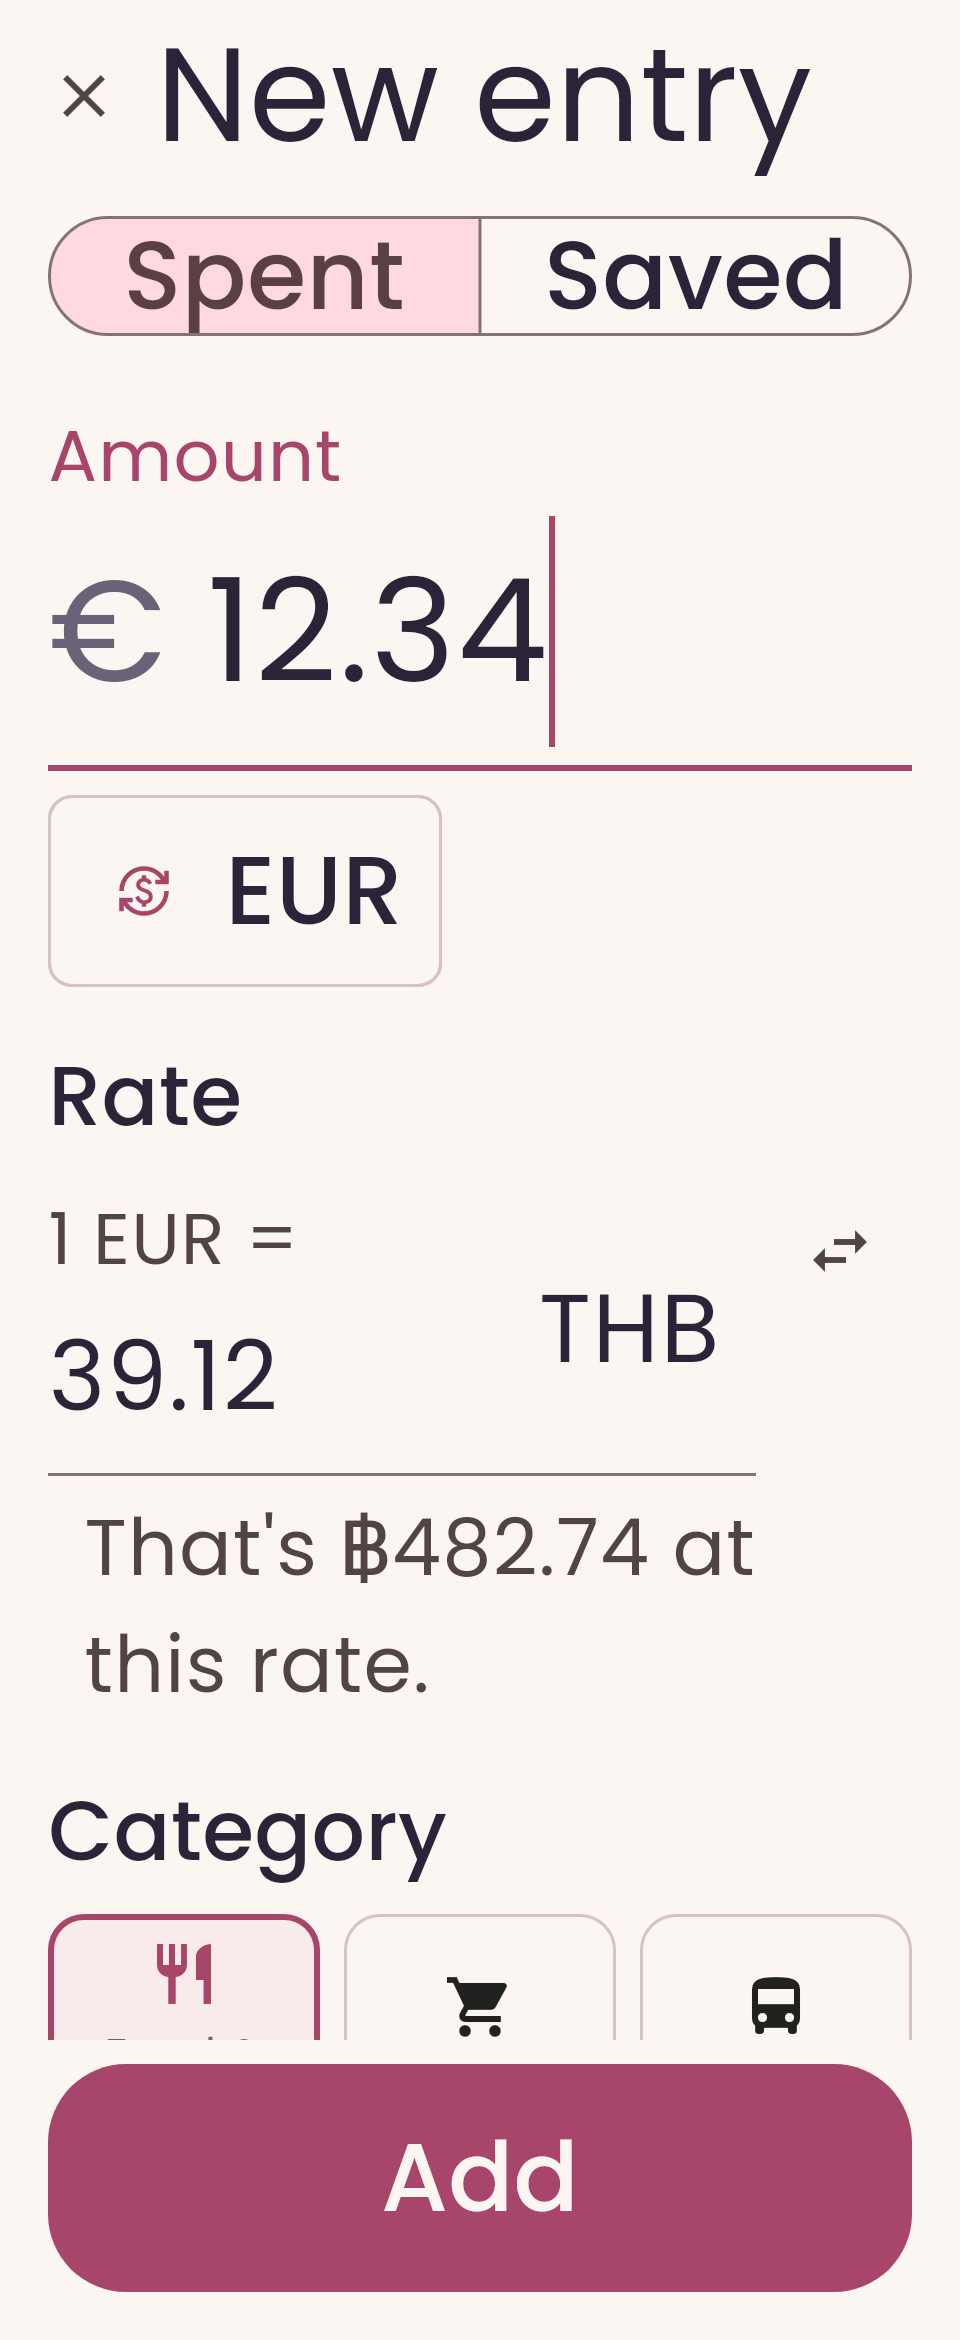 New entry
Spent Saved
Amount
€ 12.34
EUR
Rate
1 EUR =
39.12 THB
That's ฿482.74 at
this rate.
Category
Add